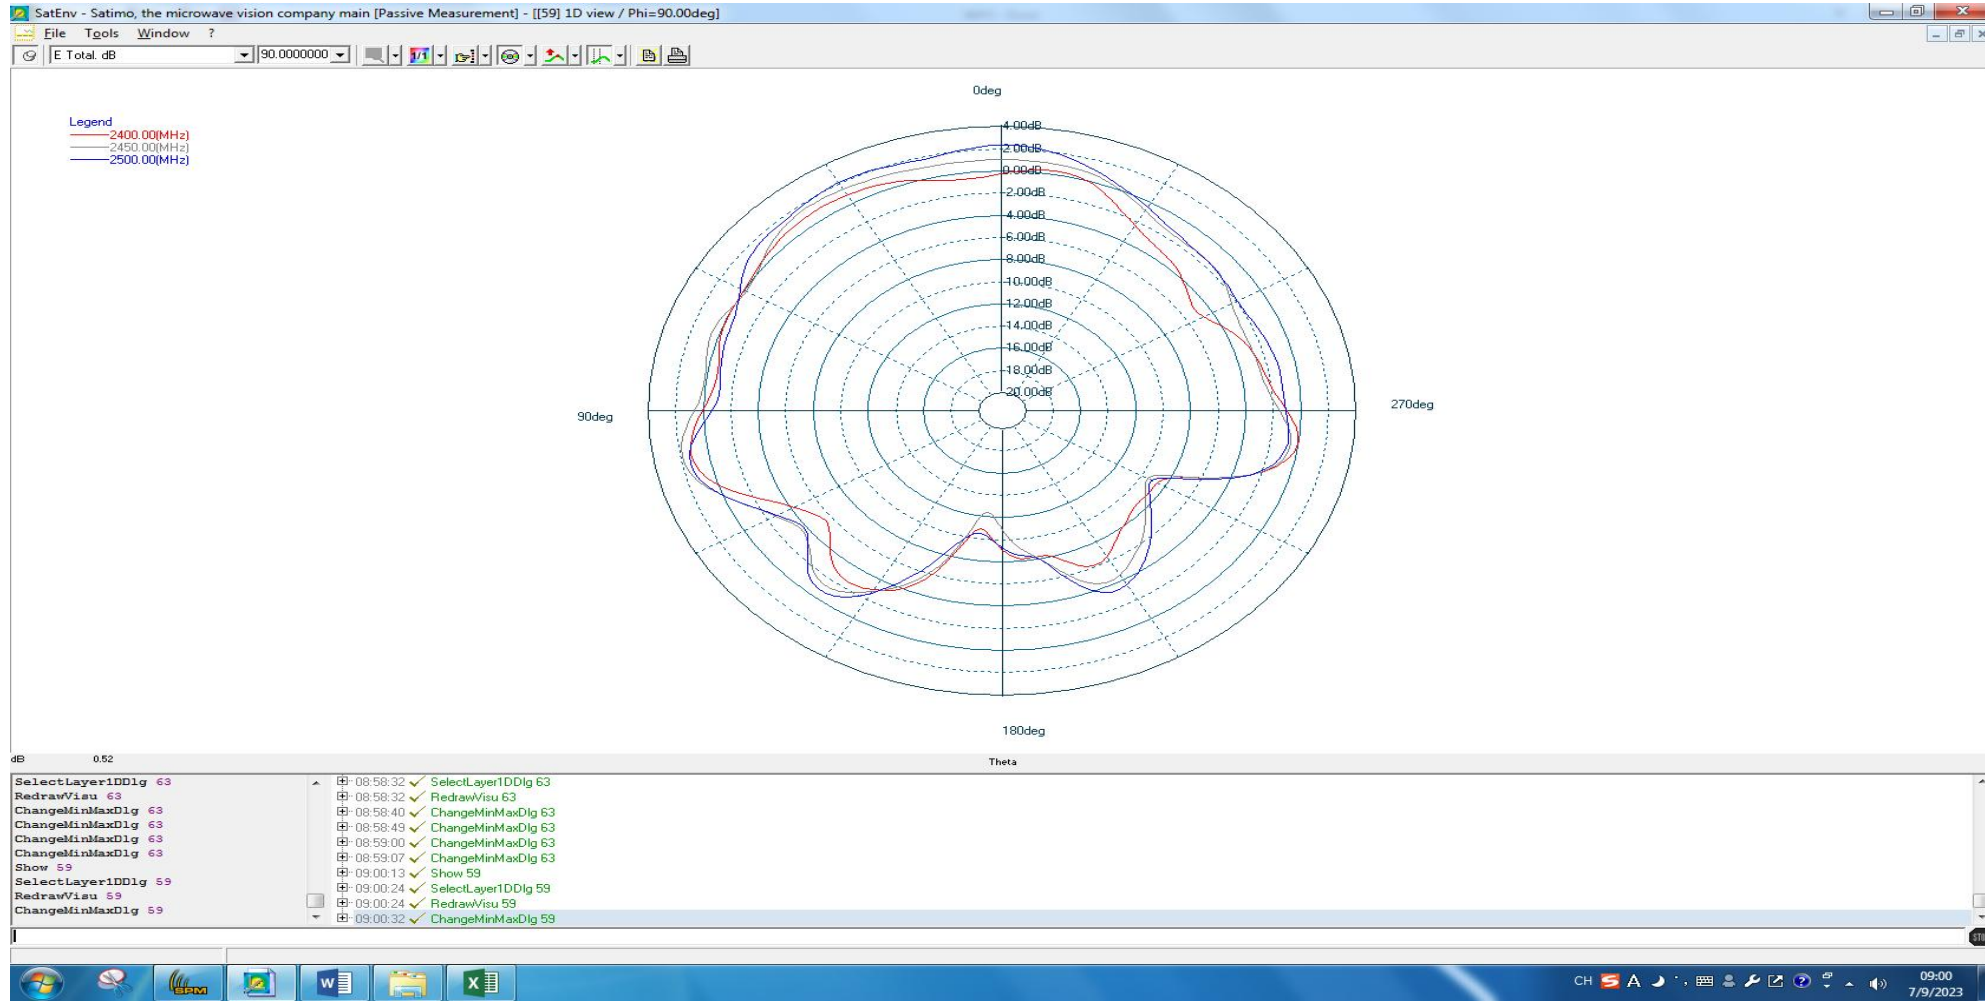 SatEnv - Satimo, the microwave vision company main [Passive Measurement] - [[59] 1D view / Phi=90.00deg]
File Tools Window ?
E Total. dB 90.0000000 1/1
0deg
Legend
2400.00(MHz)
2450.00(MHz)
2500.00(MHz)
4.00dB
2.00dB
0.00dB
-2.00dB
-4.00dB
-6.00dB
-8.00dB
-10.00dB
-12.00dB
-14.00dB
-16.00dB
-18.00dB
-20.00dB
90deg
270deg
180deg
dB 0.52 Theta
SelectLayer1DDlg 63
RedrawVisu 63
ChangeMinMaxDlg 63
ChangeMinMaxDlg 63
ChangeMinMaxDlg 63
ChangeMinMaxDlg 63
Show 59
SelectLayer1DDlg 59
RedrawVisu 59
ChangeMinMaxDlg 59
08:58:32 SelectLayer1DDlg 63
08:58:32 RedrawVisu 63
08:58:40 ChangeMinMaxDlg 63
08:58:49 ChangeMinMaxDlg 63
08:59:00 ChangeMinMaxDlg 63
08:59:07 ChangeMinMaxDlg 63
09:00:13 Show 59
09:00:24 SelectLayer1DDlg 59
09:00:24 RedrawVisu 59
09:00:32 ChangeMinMaxDlg 59
SPM
CH S A
09:00
7/9/2023